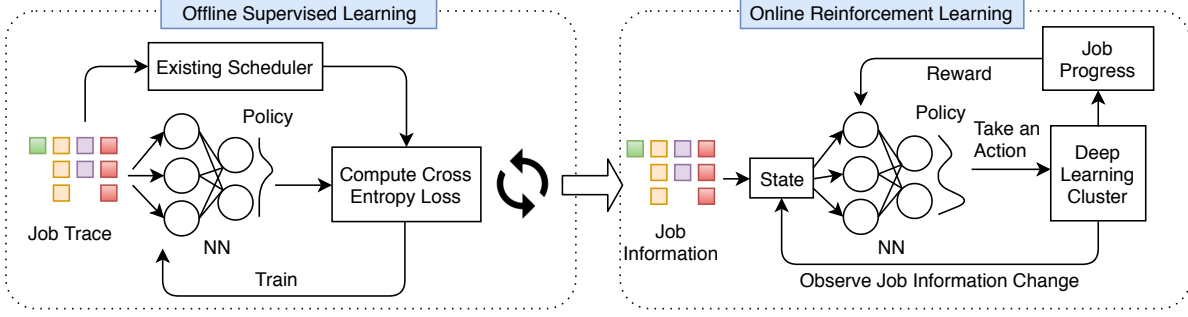 Offline Supervised Learning
Existing Scheduler
Policy
Compute Cross
Entropy Loss
Job Trace
NN
Train
Online Reinforcement Learning
Job
Progress
Reward
Policy
Take an
Action
Deep
Learning
Cluster
State
Job
Information
NN
Observe Job Information Change